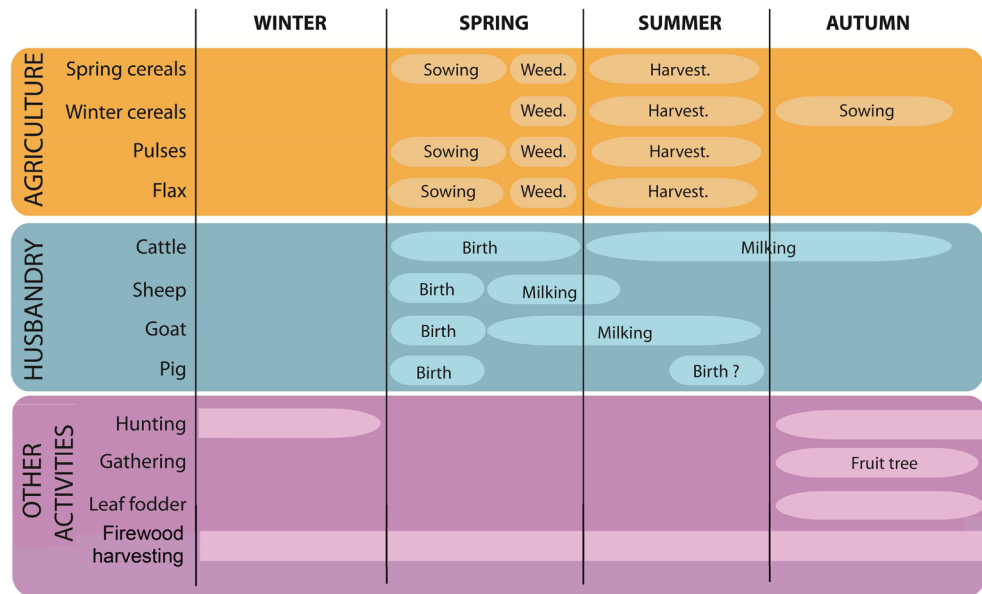 WINTER SPRING SUMMER AUTUMN
AGRICULTURE
Spring cereals Sowing Weed. Harvest.
Winter cereals Weed. Harvest. Sowing
Pulses Sowing Weed. Harvest.
Flax Sowing Weed. Harvest.
HUSBANDRY
Cattle Birth Milking
Sheep Birth Milking
Goat Birth Milking
Pig Birth Birth ?
OTHER
ACTIVITIES
Hunting
Gathering Fruit tree
Leaf fodder
Firewood
harvesting